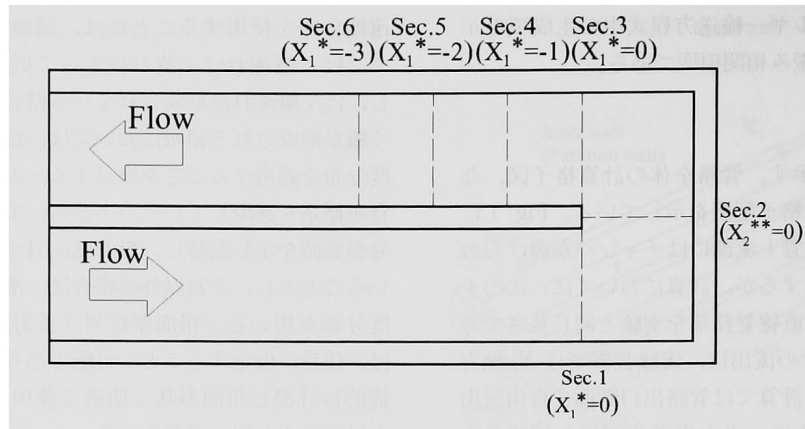 Sec.6 Sec.5 Sec.4 Sec.3
(X₁*=-3) (X₁*=-2) (X₁*=-1) (X₁*=0)
Flow
Sec.2
(X₂**=0)
Flow
Sec.1
(X₁*=0)